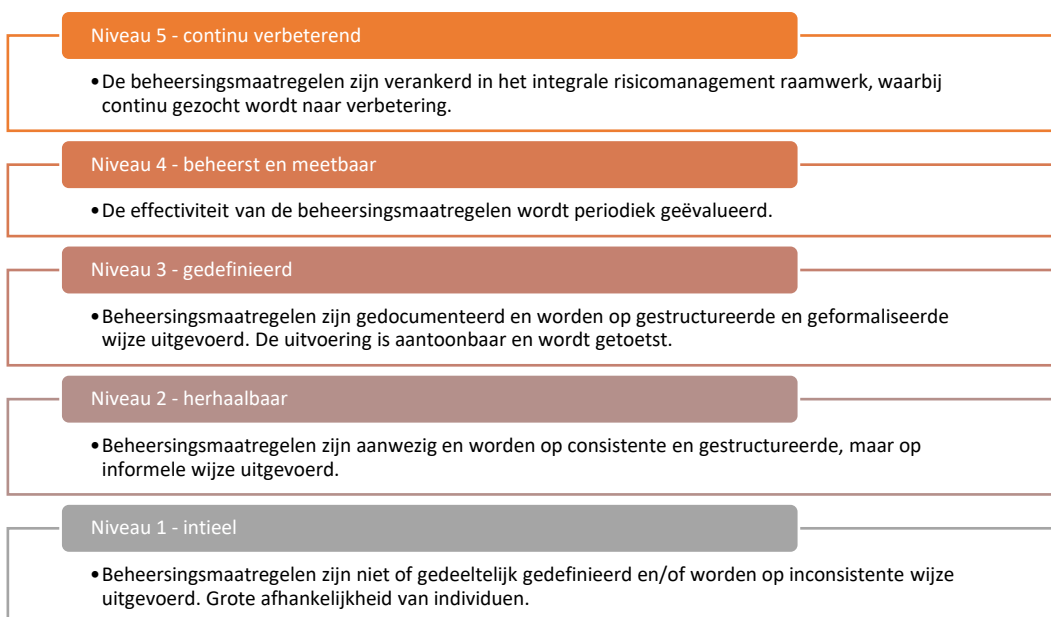 Niveau 5 - continu verbeterend
•De beheersingsmaatregelen zijn verankerd in het integrale risicomanagement raamwerk, waarbij
continu gezocht wordt naar verbetering.
Niveau 4 - beheerst en meetbaar
•De effectiviteit van de beheersingsmaatregelen wordt periodiek geëvalueerd.
Niveau 3 - gedefinieerd
•Beheersingsmaatregelen zijn gedocumenteerd en worden op gestructureerde en geformaliseerde
wijze uitgevoerd. De uitvoering is aantoonbaar en wordt getoetst.
Niveau 2 - herhaalbaar
•Beheersingsmaatregelen zijn aanwezig en worden op consistente en gestructureerde, maar op
informele wijze uitgevoerd.
Niveau 1 - intieel
•Beheersingsmaatregelen zijn niet of gedeeltelijk gedefinieerd en/of worden op inconsistente wijze
uitgevoerd. Grote afhankelijkheid van individuen.